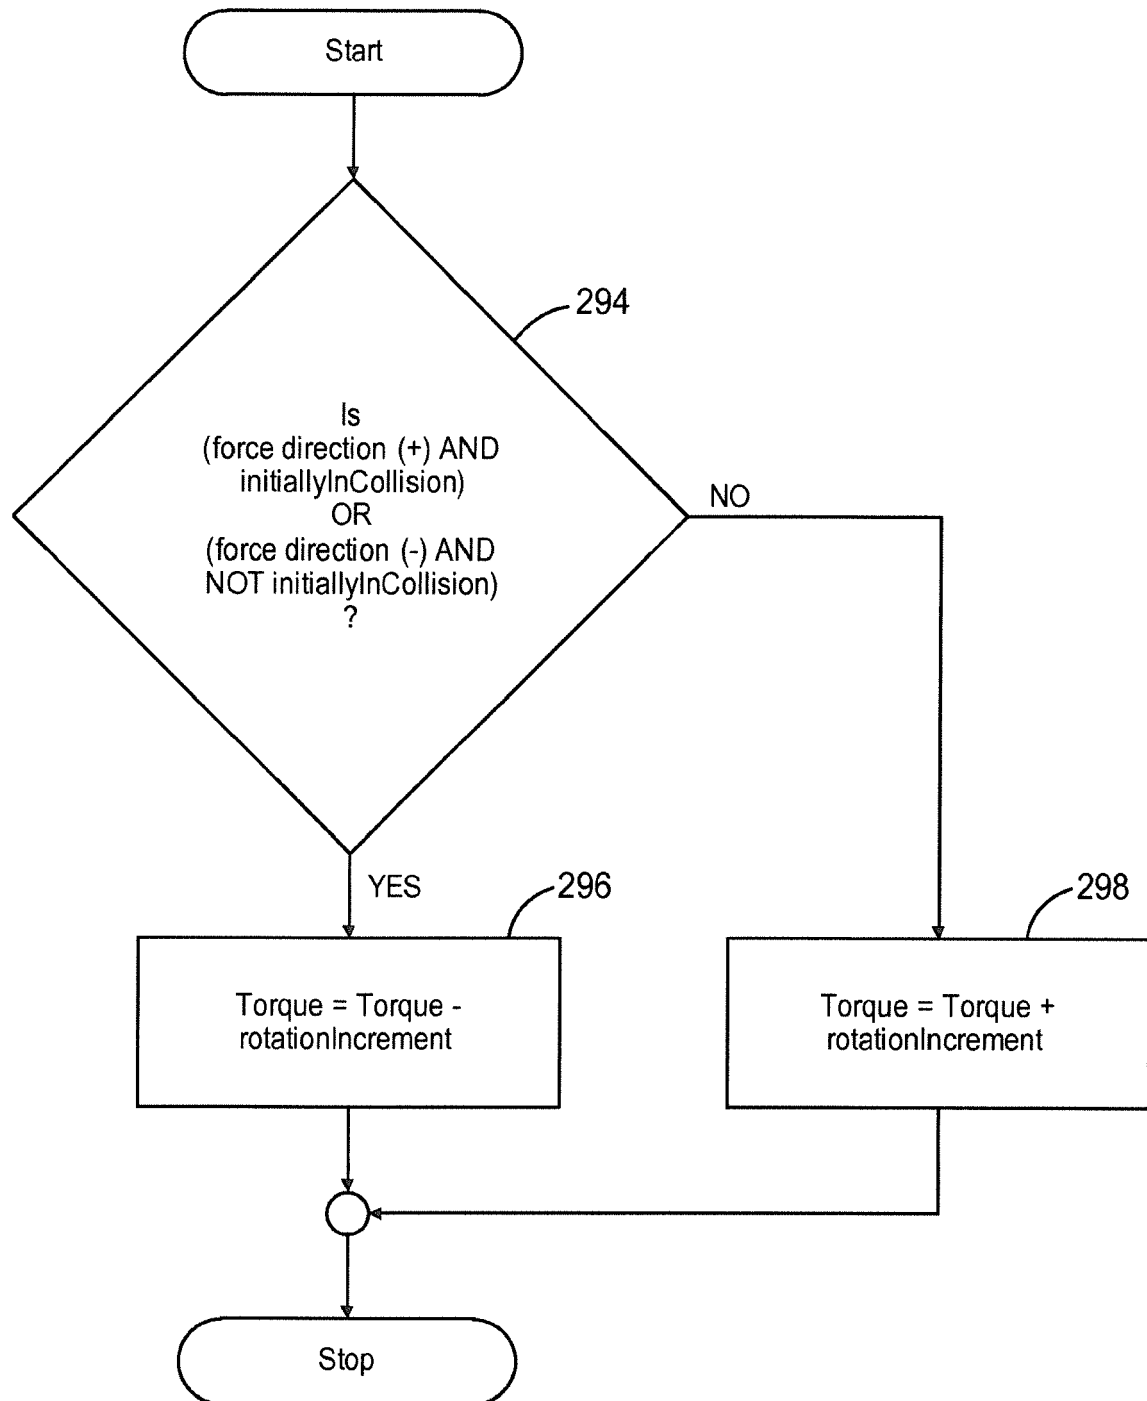 Start
294
Is
(force direction (+) AND
initiallyInCollision)
OR
(force direction (-) AND
NOT initiallyInCollision)
?
NO
YES
296
298
Torque = Torque -
rotationIncrement
Torque = Torque +
rotationIncrement
Stop